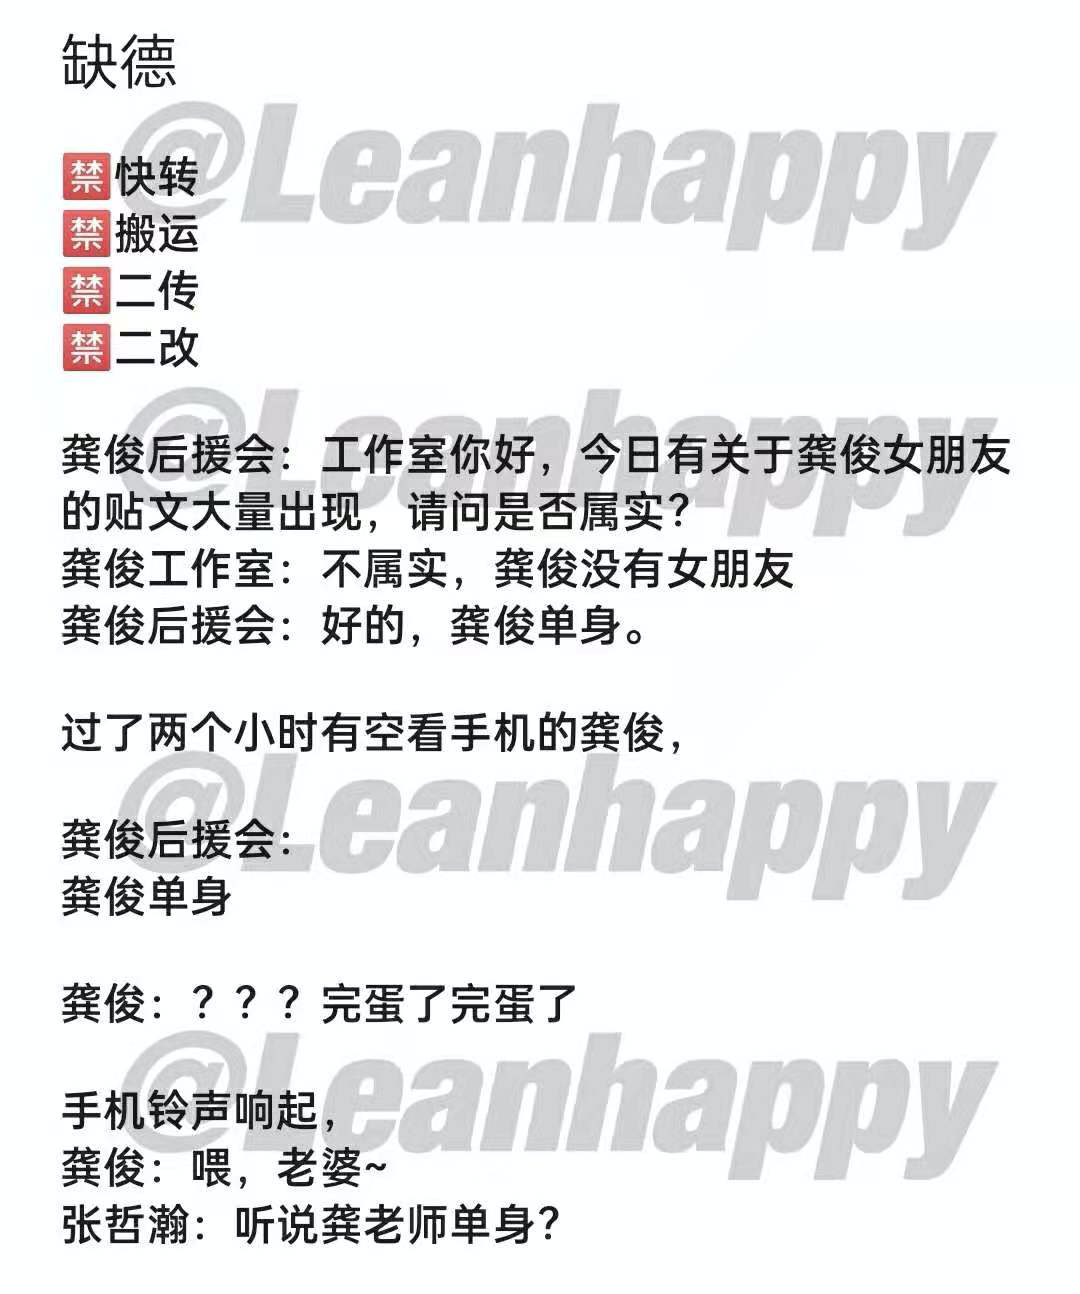 缺德
@Leanhappy
🈲快转
🈲搬运
🈲二传
🈲二改
@Leanhappy
龚俊后援会：工作室你好，今日有关于龚俊女朋友
的贴文大量出现，请问是否属实？
龚俊工作室：不属实，龚俊没有女朋友
龚俊后援会：好的，龚俊单身。
过了两个小时有空看手机的龚俊，
@Leanhappy
龚俊后援会：
龚俊单身
龚俊：？？？完蛋了完蛋了
@Leanhappy
手机铃声响起，
龚俊：喂，老婆~
张哲瀚：听说龚老师单身？